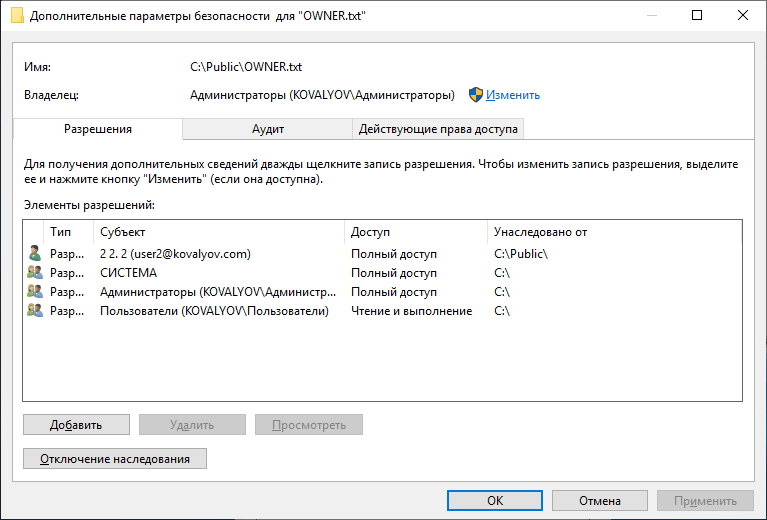 Дополнительные параметры безопасности для "OWNER.txt"
Имя: C:\Public\OWNER.txt
Владелец: Администраторы (KOVALYOV\Администраторы) Изменить
Разрешения Аудит Действующие права доступа
Для получения дополнительных сведений дважды щелкните запись разрешения. Чтобы изменить запись разрешения, выделите
ее и нажмите кнопку "Изменить" (если она доступна).
Элементы разрешений:
Тип Субъект Доступ Унаследовано от
Разр... 2 2. 2 (user2@kovalyov.com) Полный доступ C:\Public\
Разр... СИСТЕМА Полный доступ C:\
Разр... Администраторы (KOVALYOV\Администр... Полный доступ C:\
Разр... Пользователи (KOVALYOV\Пользователи) Чтение и выполнение C:\
Добавить Удалить Просмотреть
Отключение наследования
ОК Отмена Применить